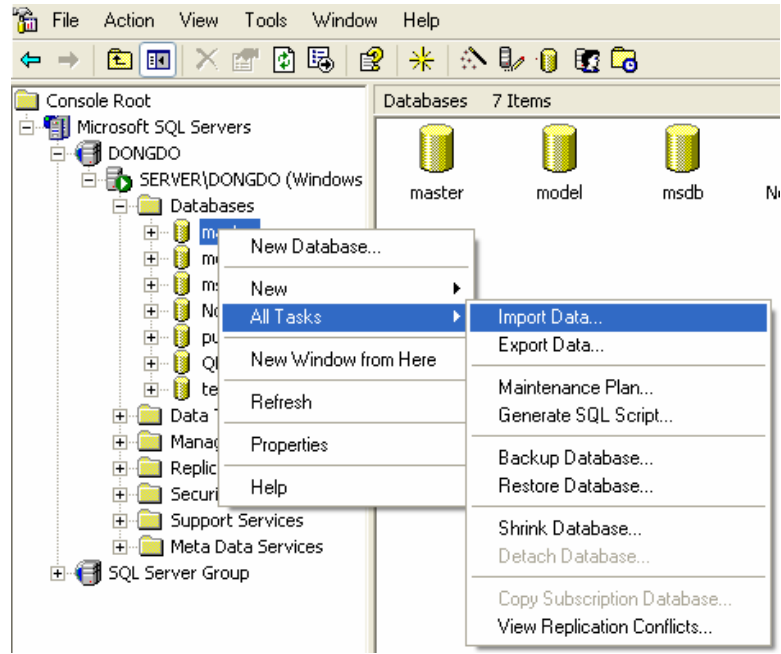 File Action View Tools Window Help
Console Root
Microsoft SQL Servers
DONGDO
SERVER\DONGDO (Windows
Databases
Data
Manag
Replic
Securi
Support Services
Meta Data Services
SQL Server Group
Databases 7 Items
master model msdb
New Database...
New
All Tasks
New Window from Here
Refresh
Properties
Help
Import Data...
Export Data...
Maintenance Plan...
Generate SQL Script...
Backup Database...
Restore Database...
Shrink Database...
Detach Database...
Copy Subscription Database...
View Replication Conflicts...